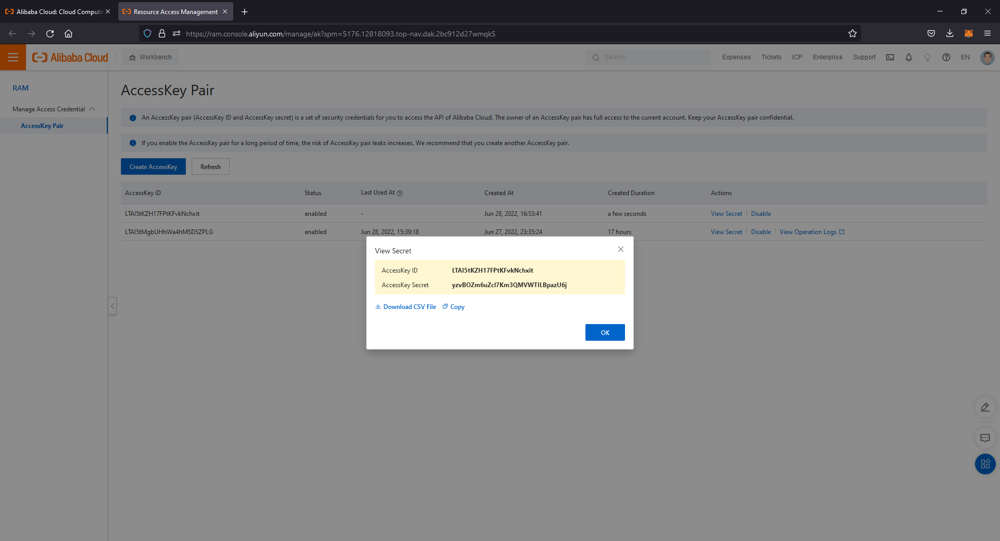 Alibaba Cloud: Cloud Computin
Resource Access Management
https://ram.console.aliyun.com/manage/ak?spm=5176.12818093.top-nav.dak.2bc912d27wmqkS
Alibaba Cloud
Workbench
Search...
Expenses
Tickets
ICP
Enterprise
Support
EN
RAM
Manage Access Credential
AccessKey Pair
AccessKey Pair
An AccessKey pair (AccessKey ID and AccessKey secret) is a set of security credentials for you to access the API of Alibaba Cloud. The owner of an AccessKey pair has full access to the current account. Keep your AccessKey pair confidential.
If you enable the AccessKey pair for a long period of time, the risk of AccessKey pair leaks increases. We recommend that you create another AccessKey pair.
Create AccessKey
Refresh
AccessKey ID Status Last Used At Created At Created Duration Actions
LTAI5tKZH17FPtKFvkNchxit enabled - Jun 28, 2022, 16:53:41 a few seconds View Secret Disable
LTAI5tMgbUHhWa4hMSDSZPLG enabled Jun 28, 2022, 15:39:18 Jun 27, 2022, 23:35:24 17 hours View Secret Disable View Operation Logs
View Secret
AccessKey ID LTAI5tKZH17FPtKFvkNchxit
AccessKey Secret
Download CSV File
Copy
OK